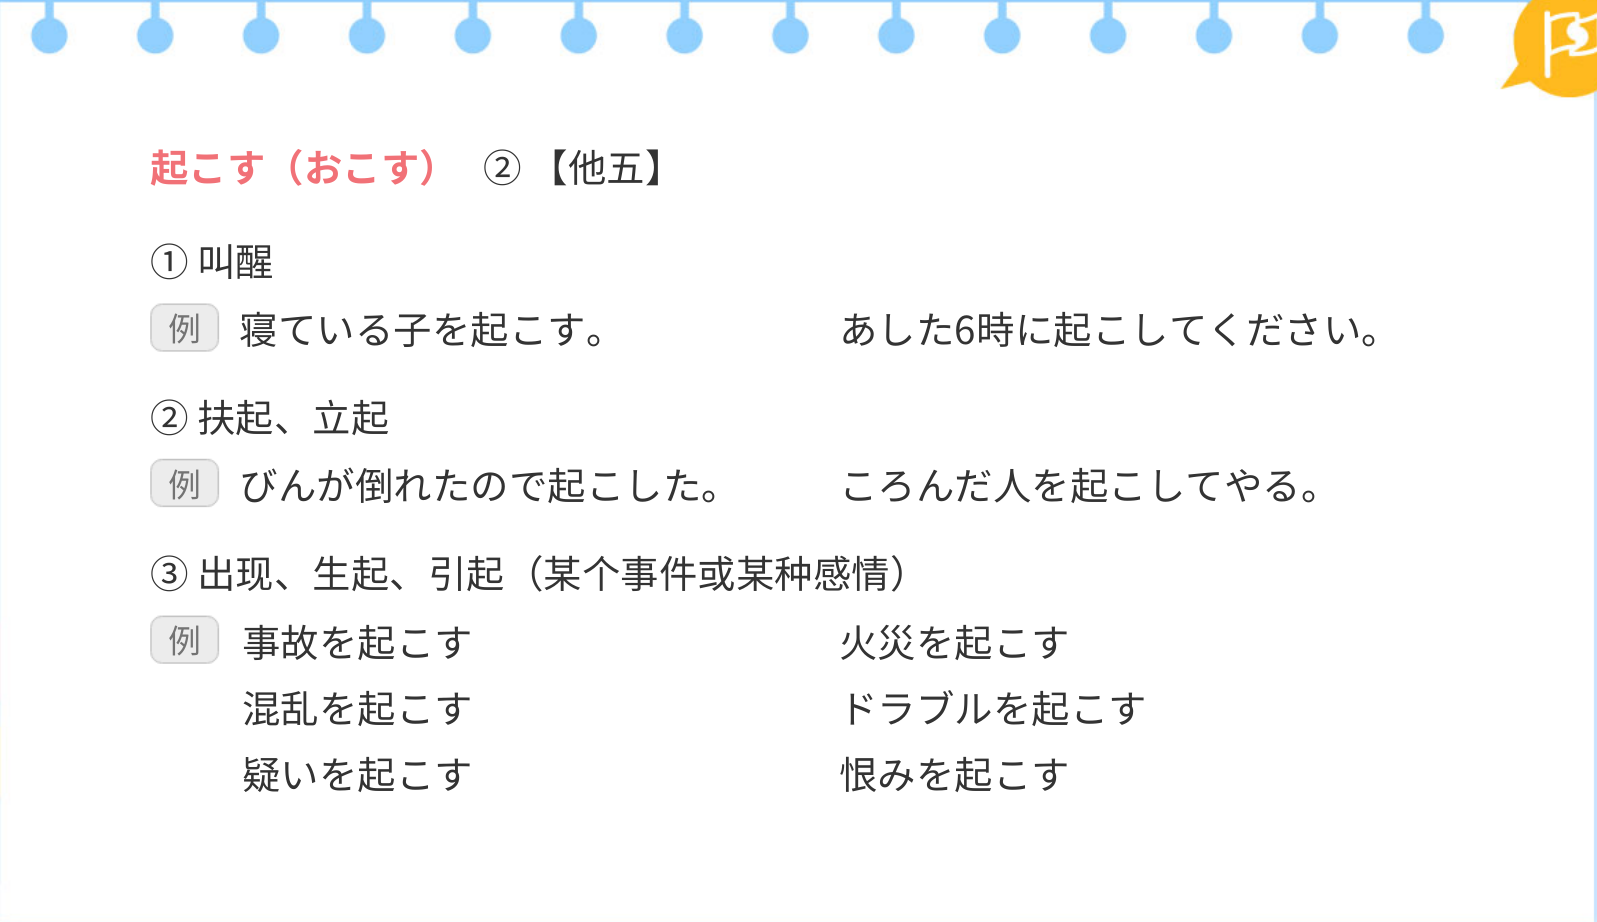 起こす（おこす） ②【他五】
① 叫醒
例 寝ている子を起こす。 あした6時に起こしてください。
② 扶起、立起
例 びんが倒れたので起こした。 ころんだ人を起こしてやる。
③ 出现、生起、引起（某个事件或某种感情）
例 事故を起こす 火災を起こす
混乱を起こす ドラブルを起こす
疑いを起こす 恨みを起こす